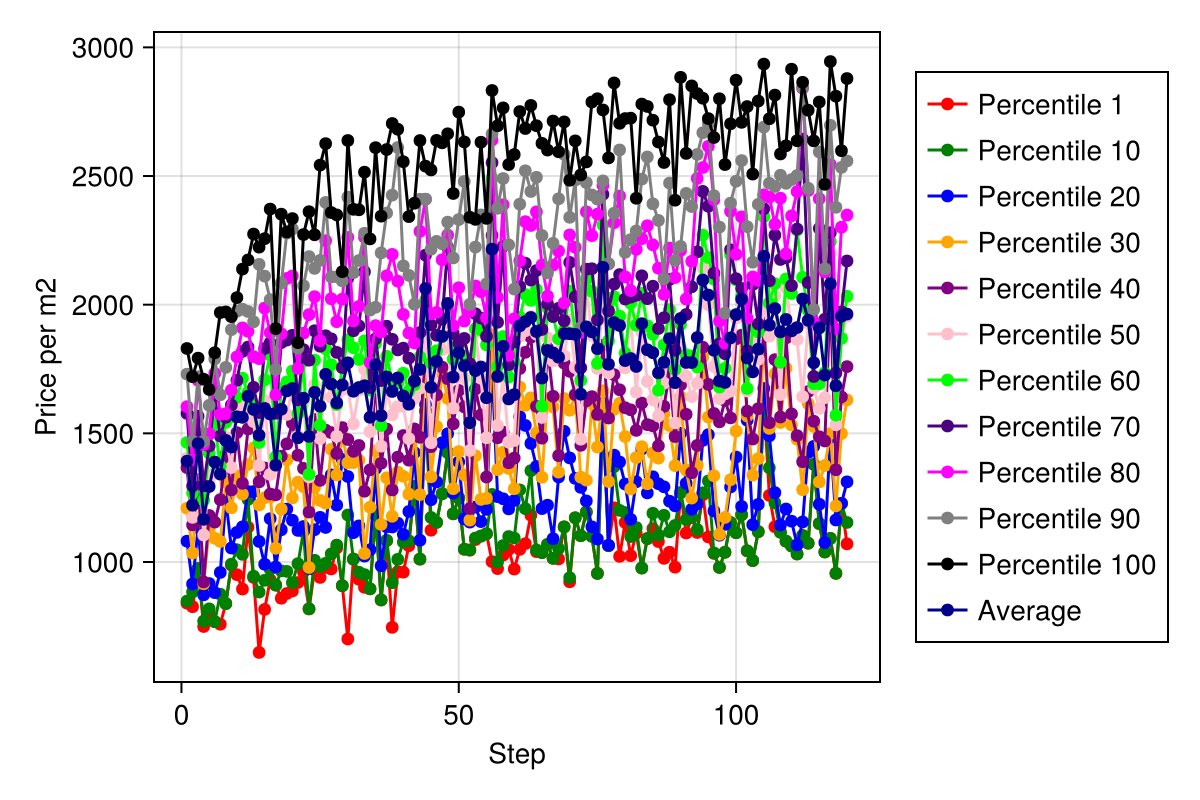 3000
2500
2000
1500
1000
Price per m2
0
50
100
Step
Percentile 1
Percentile 10
Percentile 20
Percentile 30
Percentile 40
Percentile 50
Percentile 60
Percentile 70
Percentile 80
Percentile 90
Percentile 100
Average